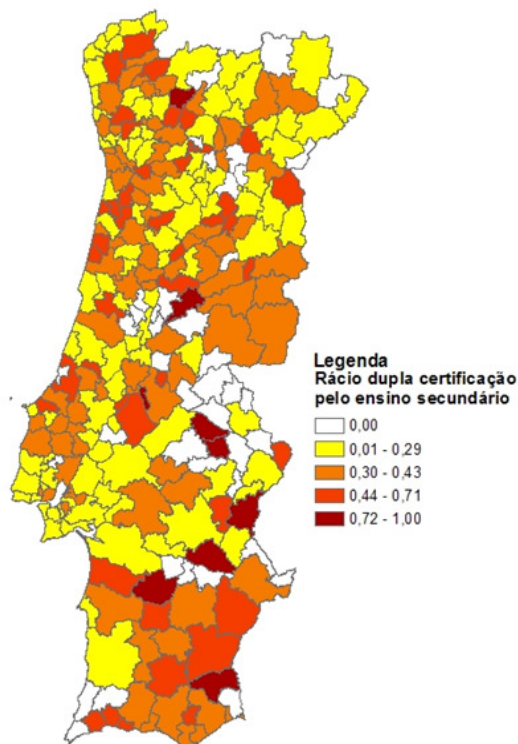 Legenda
Rácio dupla certificação
pelo ensino secundário
0,00
0,01 - 0,29
0,30 - 0,43
0,44 - 0,71
0,72 - 1,00